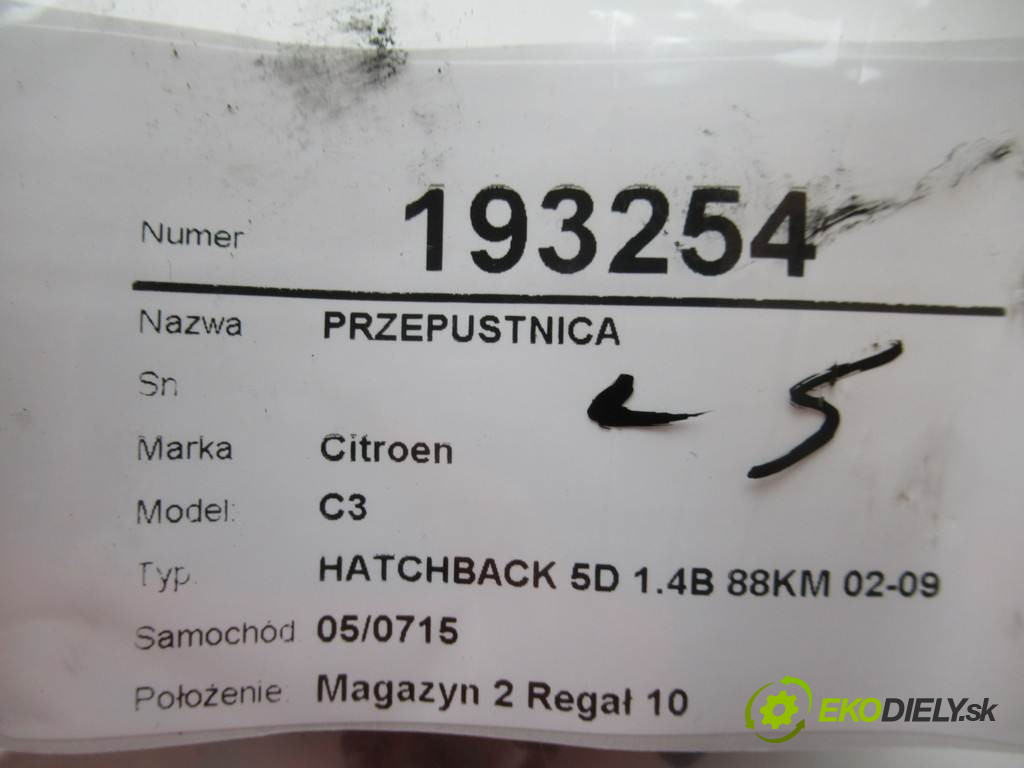 Numer 193254
Nazwa PRZEPUSTNICA
Sn
Marka Citroen
Model: C3
Typ. HATCHBACK 5D 1.4B 88KM 02-09
Samochód 05/0715
Położenie: Magazyn 2 Regał 10
EKODIELY.sk